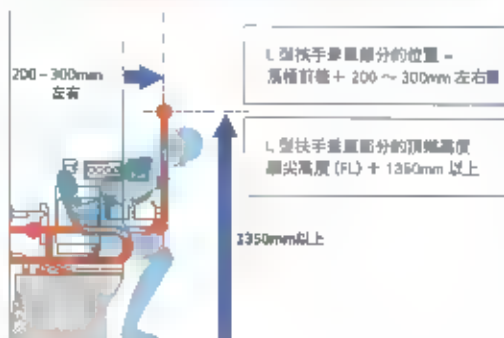 200~300mm
左右
L 型扶手垂直部分的位置 =
馬桶前端 + 200 ~ 300mm 左右
L 型扶手垂直部分的頂端高度
高度 (FL) + 1350mm 以上
1350mm以上